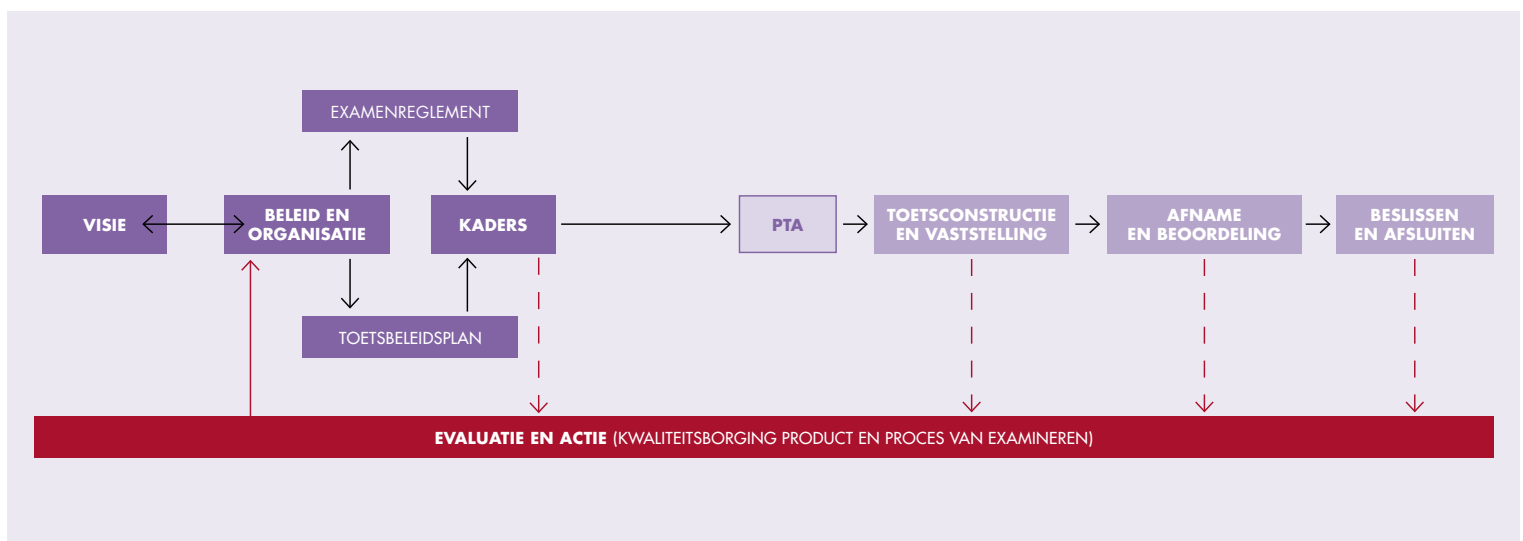 EXAMENREGLEMENT
VISIE
BELEID EN
ORGANISATIE
KADERS
PTA
TOETSCONSTRUCTIE
EN VASTSTELLING
AFNAME
EN BEOORDELING
BESLISSEN
EN AFSLUITEN
TOETSBELEIDSPLAN
EVALUATIE EN ACTIE (KWALITEITSBORGING PRODUCT EN PROCES VAN EXAMINEREN)